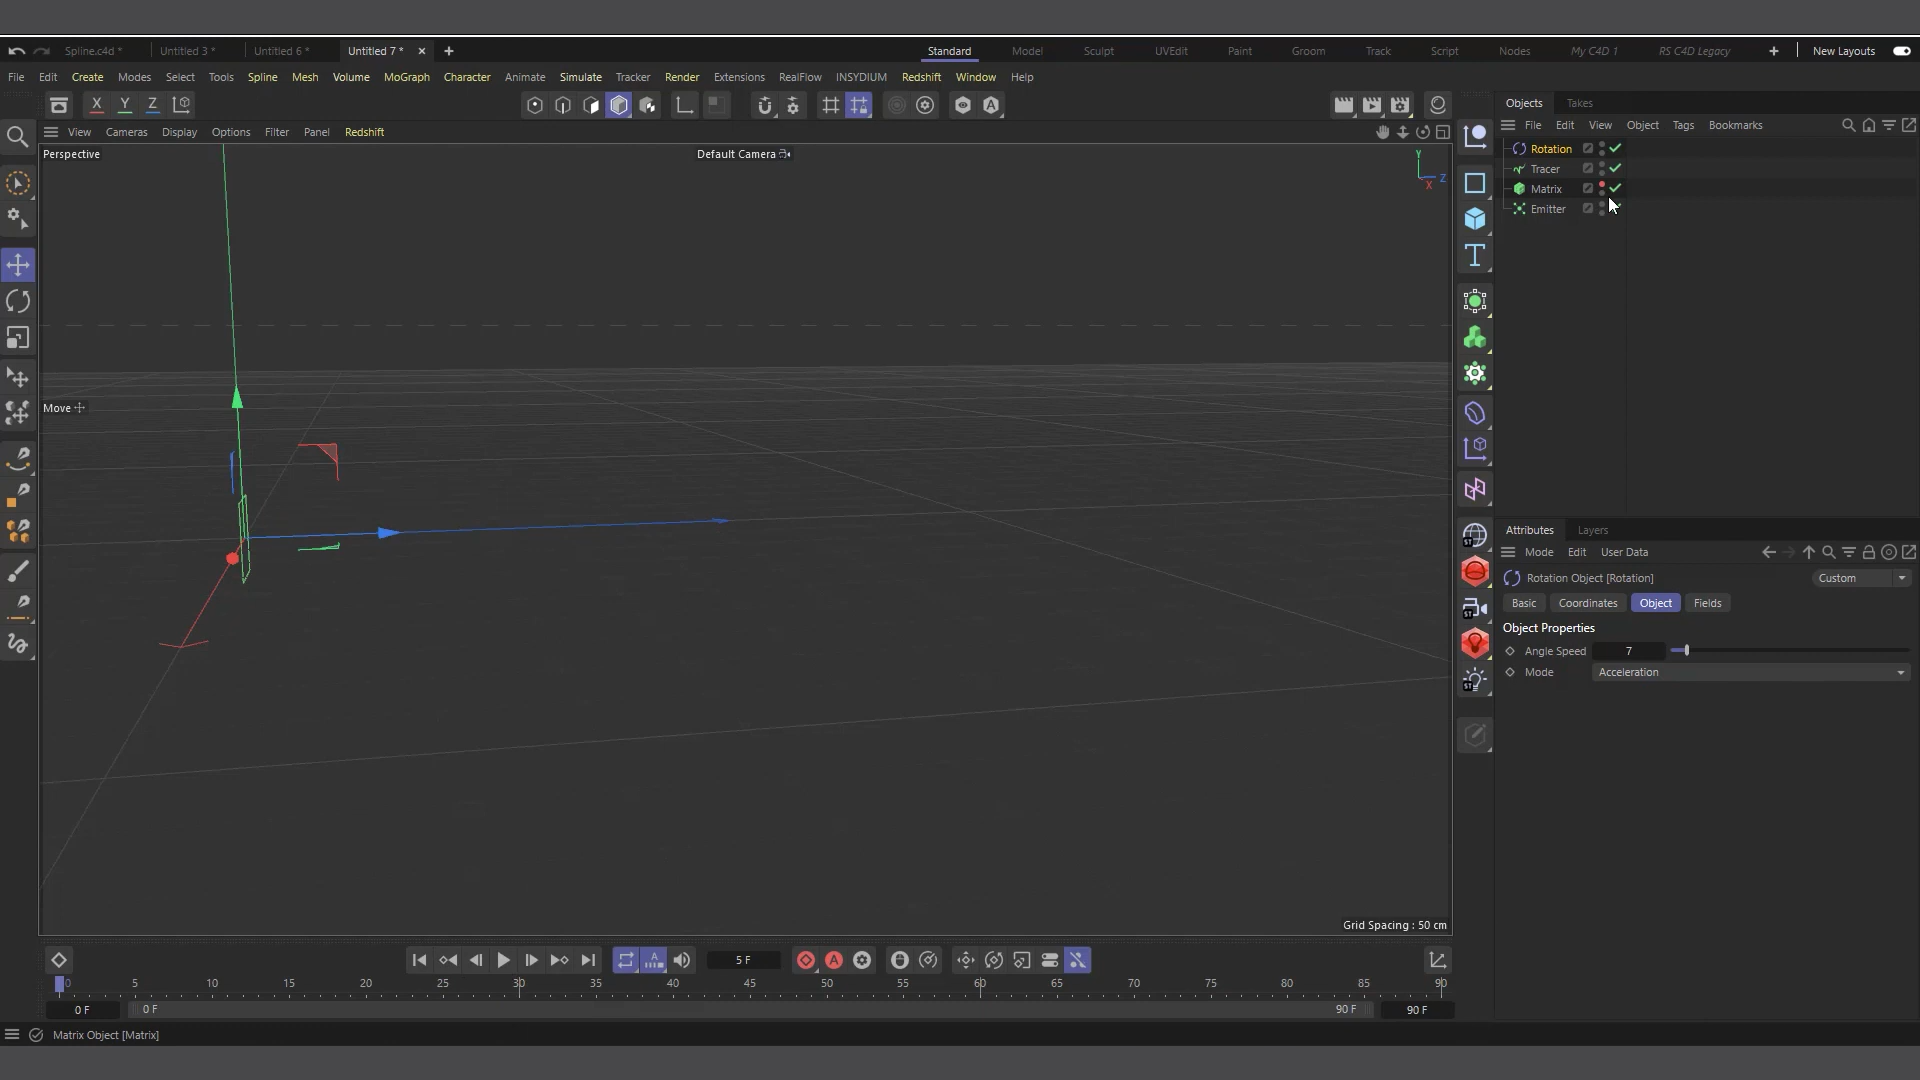 Spline.c4d *
Untitled 3 *
Untitled 6 *
Untitled 7 *
Standard
Model
Sculpt
UVEdit
Paint
Groom
Track
Script
Nodes
My C4D 1
RS C4D Legacy
New Layouts
File Edit Create Modes Select Tools Spline Mesh Volume MoGraph Character Animate Simulate Tracker Render Extensions RealFlow INSYDIUM Redshift Window Help
X Y Z
Objects Takes
View Cameras Display Options Filter Panel Redshift
File Edit View Object Tags Bookmarks
Perspective
Default Camera
Y
Z
X
Rotation
Tracer
Matrix
Emitter
Move
Attributes Layers
Mode Edit User Data
Rotation Object [Rotation]
Custom
Basic Coordinates Object Fields
Object Properties
Angle Speed 7
Mode Acceleration
Grid Spacing : 50 cm
5 F
0 5 10 15 20 25 30 35 40 45 50 55 60 65 70 75 80 85 90
0 F
0 F
90 F
90 F
Matrix Object [Matrix]